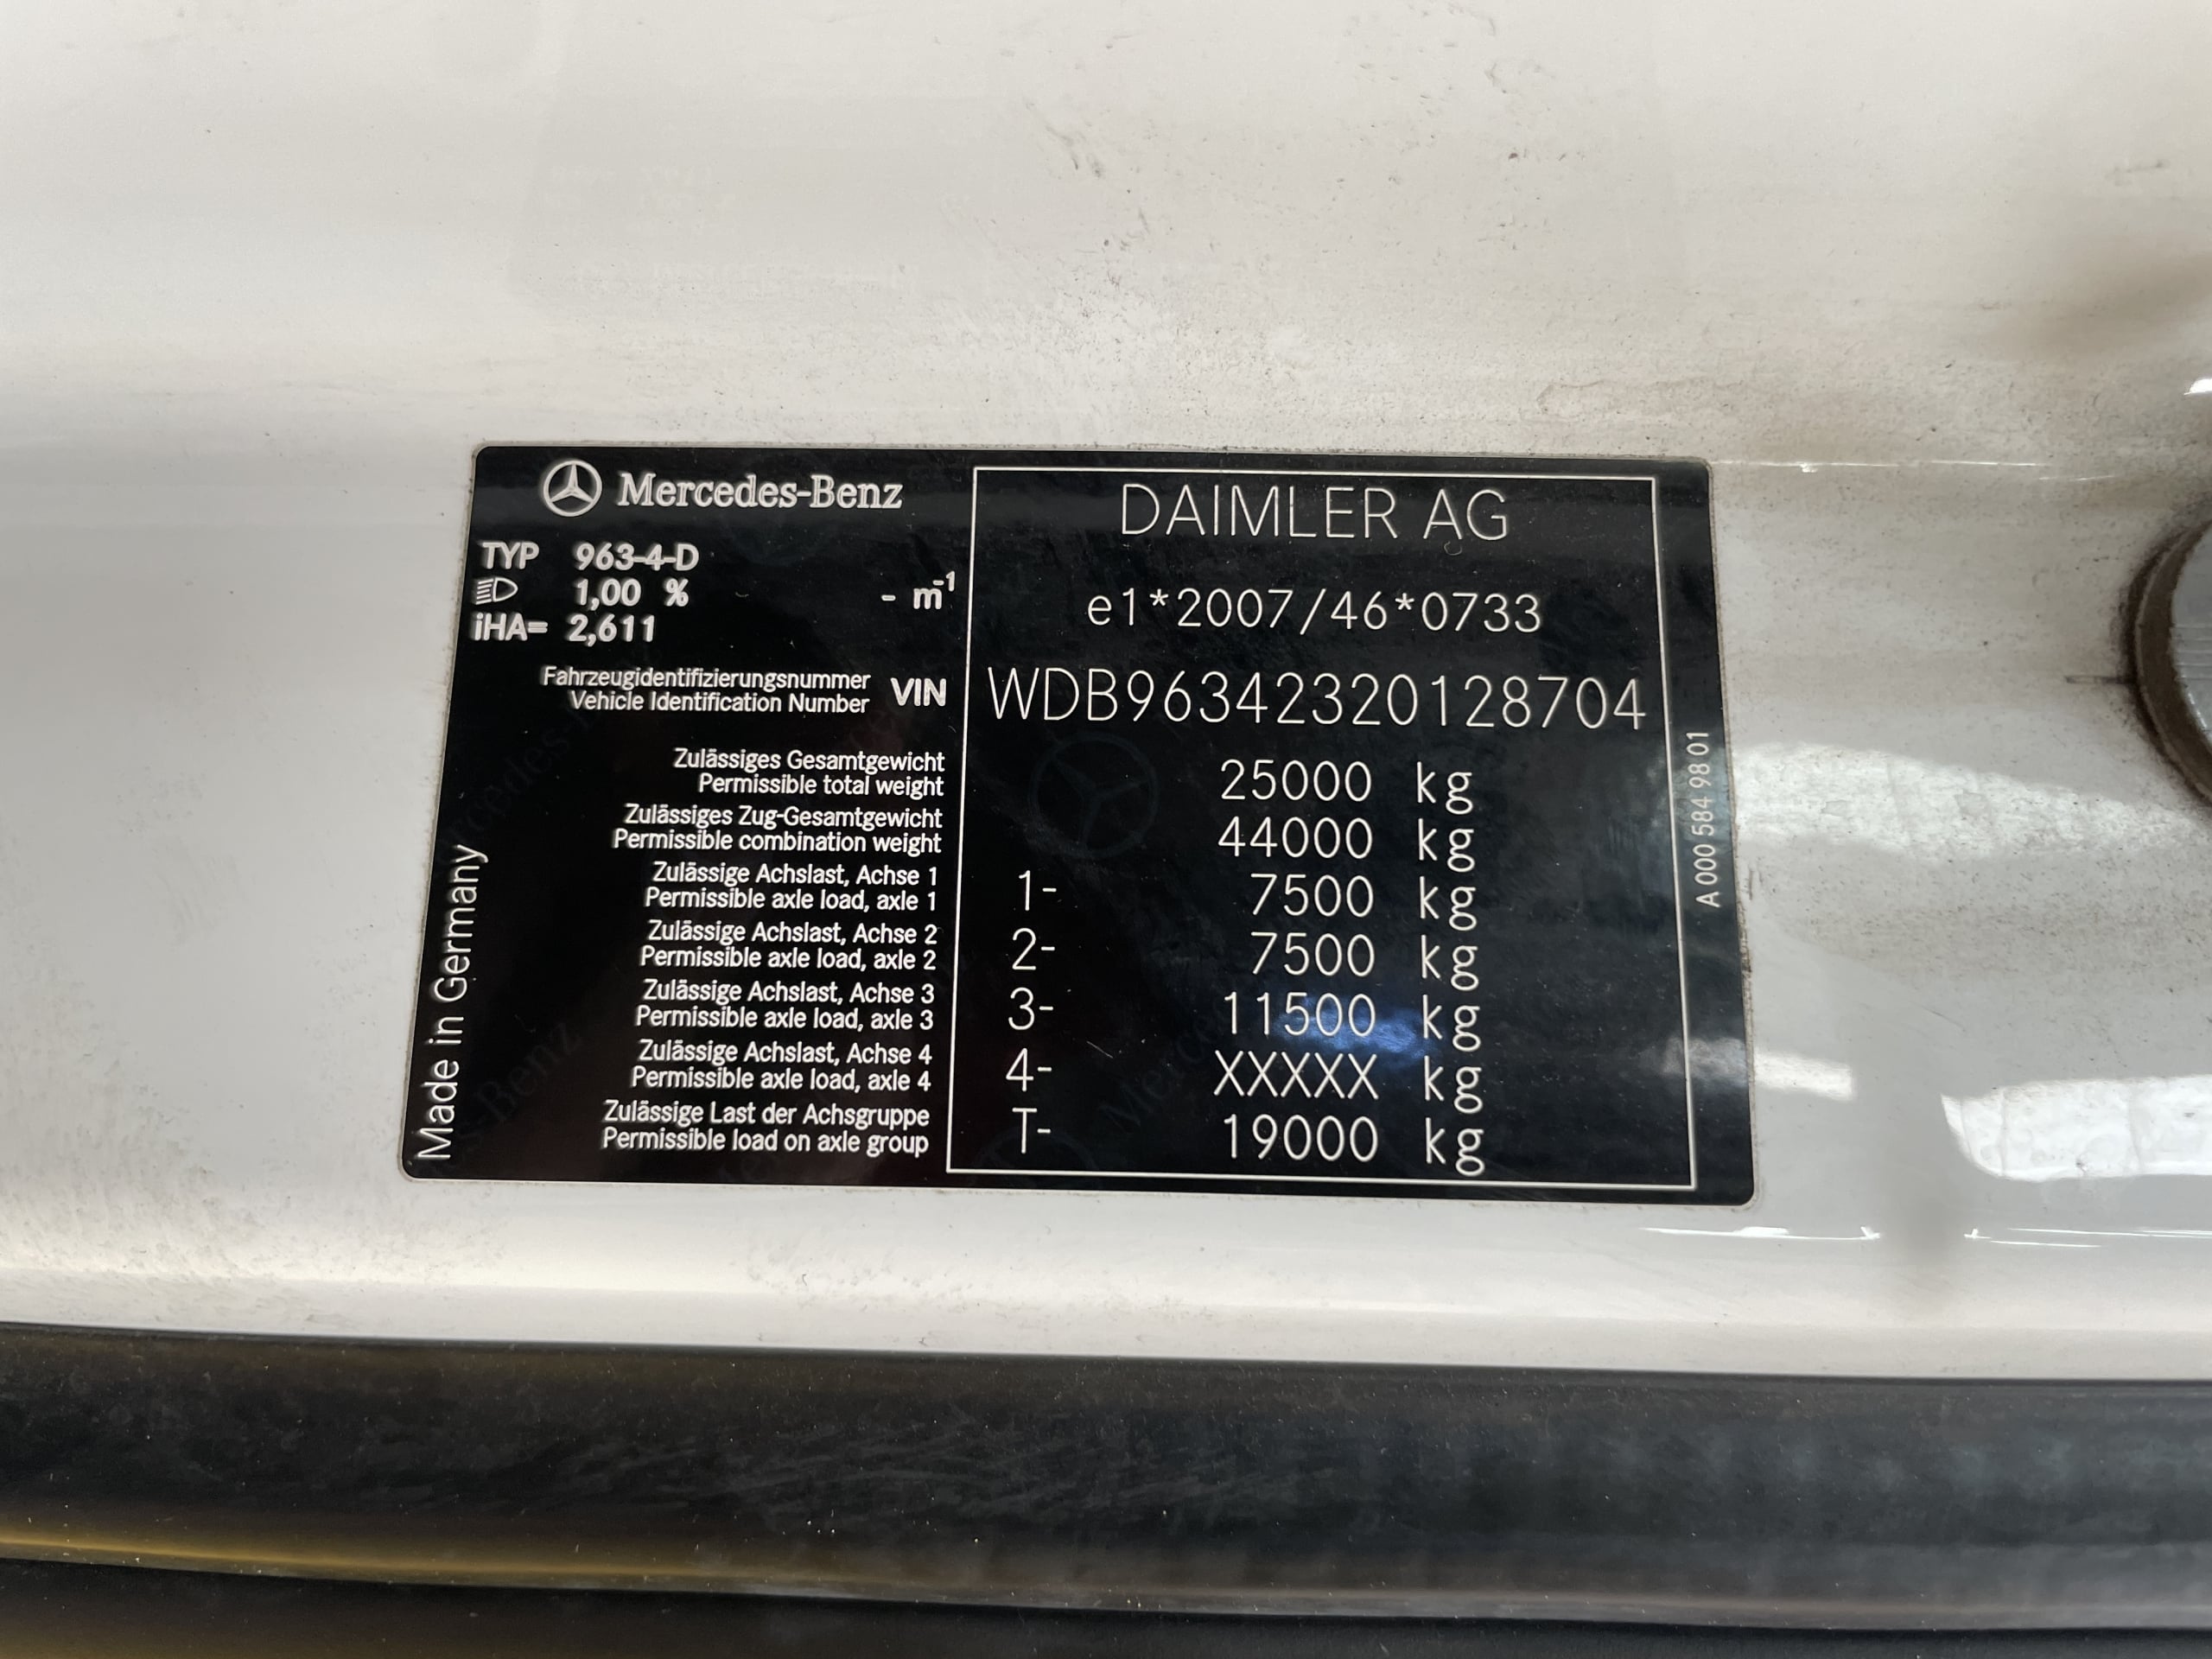 Mercedes-Benz
DAIMLER AG
TYP 963-4-D
1,00 % - m-1
iHA= 2,611
e1*2007/46*0733
Fahrzeugidentifizierungsnummer
Vehicle Identification Number
VIN WDB96342320128704
Zulässiges Gesamtgewicht
Permissible total weight
25000 kg
Zulässiges Zug-Gesamtgewicht
Permissible combination weight
44000 kg
Zulässige Achslast, Achse 1
Permissible axle load, axle 1
1- 7500 kg
Zulässige Achslast, Achse 2
Permissible axle load, axle 2
2- 7500 kg
Zulässige Achslast, Achse 3
Permissible axle load, axle 3
3- 11500 kg
Zulässige Achslast, Achse 4
Permissible axle load, axle 4
4- XXXXX kg
Zulässige Last der Achsgruppe
Permissible load on axle group
T- 19000 kg
Made in Germany
A 000 584 98 01